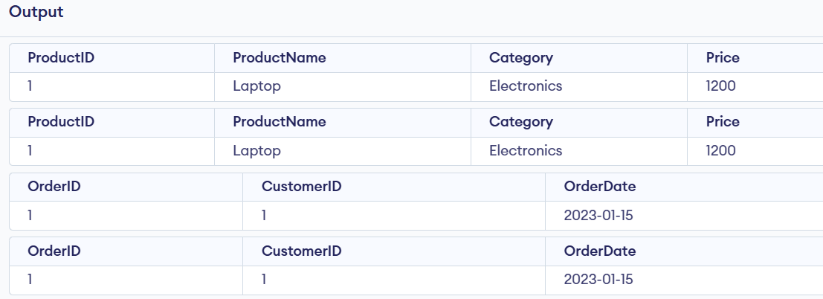 Output
ProductID ProductName Category Price
1 Laptop Electronics 1200
ProductID ProductName Category Price
1 Laptop Electronics 1200
OrderID CustomerID OrderDate
1 1 2023-01-15
OrderID CustomerID OrderDate
1 1 2023-01-15